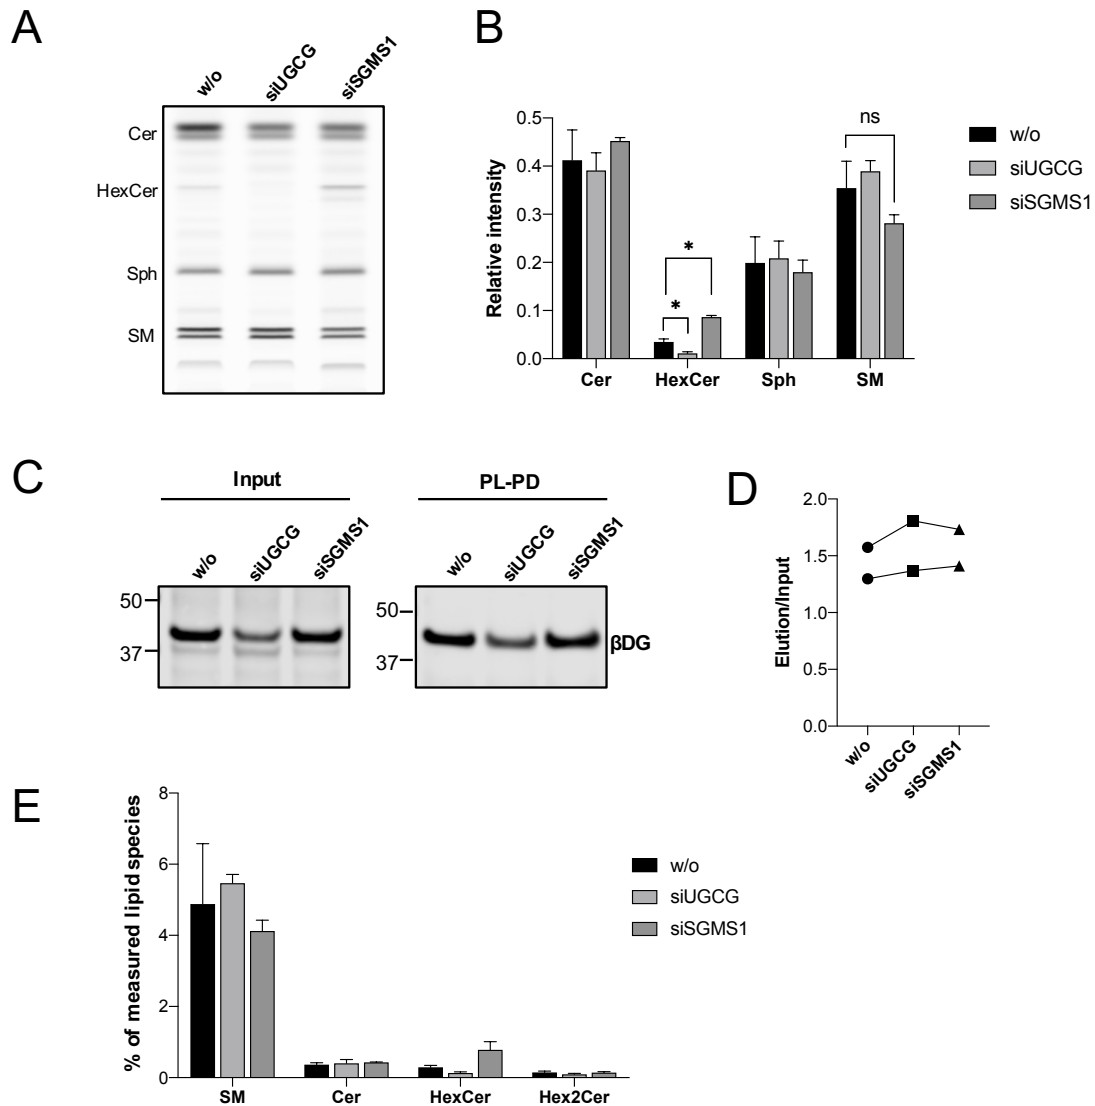 A
w/o
siUGCG
siSGMS1
Cer
HexCer
Sph
SM
B
Relative intensity
0.5
0.4
0.3
0.2
0.1
0.0
*
*
ns
Cer
HexCer
Sph
SM
w/o
siUGCG
siSGMS1
C
Input
w/o
siUGCG
siSGMS1
50
37
PL-PD
w/o
siUGCG
siSGMS1
50
37
βDG
D
Elution/Input
2.0
1.5
1.0
0.5
0.0
w/o
siUGCG
siSGMS1
E
% of measured lipid species
8
6
4
2
0
SM
Cer
HexCer
Hex2Cer
w/o
siUGCG
siSGMS1